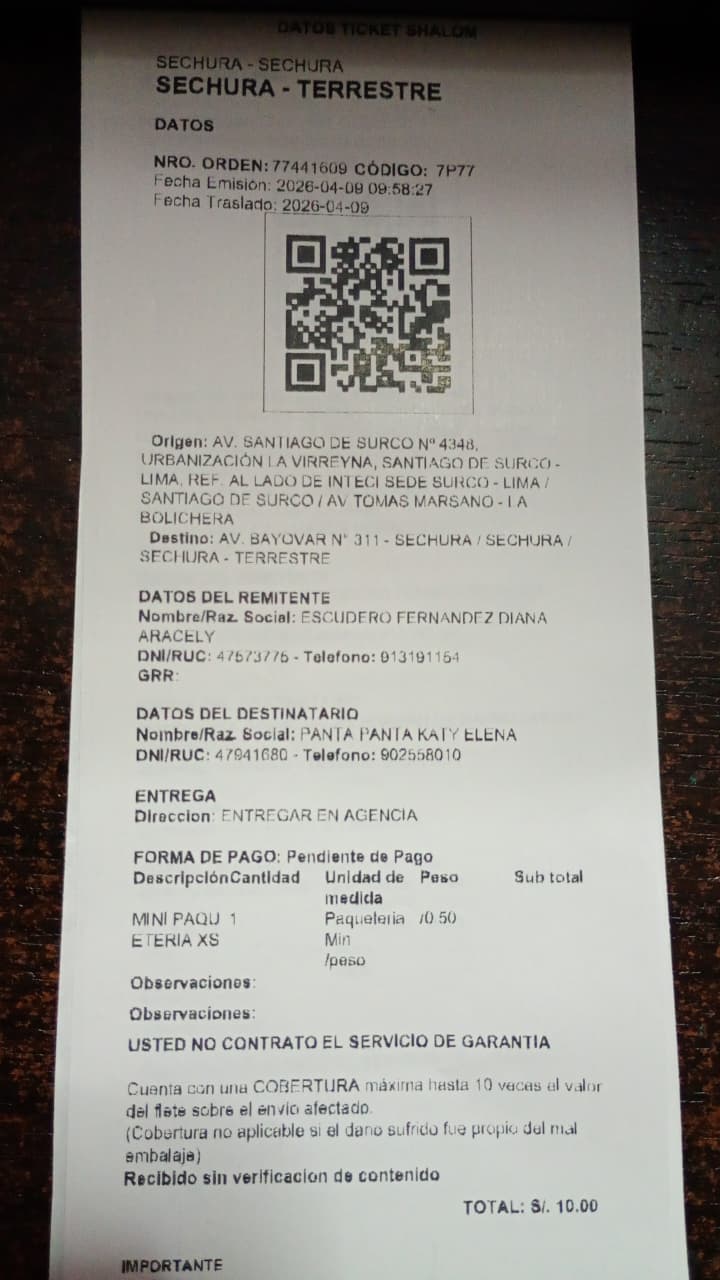 DATOS TICKET SHALOM
SECHURA - SECHURA
SECHURA - TERRESTRE
DATOS
NRO. ORDEN: 77441609 CÓDIGO: 7P77
Fecha Emisión: 2026-04-09 09:58:27
Fecha Traslado: 2026-04-09
Origen: AV. SANTIAGO DE SURCO Nº 4348,
URBANIZACIÓN LA VIRREYNA, SANTIAGO DE SURCO -
LIMA, REF. AL LADO DE INTECI SEDE SURCO - LIMA /
SANTIAGO DE SURCO / AV TOMAS MARSANO - LA
BOLICHERA
Destino: AV. BAYOVAR N° 311 - SECHURA / SECHURA /
SECHURA - TERRESTRE
DATOS DEL REMITENTE
Nombre/Raz. Social: ESCUDERO FERNANDEZ DIANA
ARACELY
DNI/RUC: 47573775 - Telefono: 913191154
GRR:
DATOS DEL DESTINATARIO
Nombre/Raz. Social: PANTA PANTA KATY ELENA
DNI/RUC: 47941680 - Telefono: 902558010
ENTREGA
Direccion: ENTREGAR EN AGENCIA
FORMA DE PAGO: Pendiente de Pago
DescripciónCantidad Unidad de Peso Sub total
medida
MINI PAQU 1 Paqueteria /0.50
ETERIA XS Min
/peso
Observaciones:
Observaciones:
USTED NO CONTRATO EL SERVICIO DE GARANTIA
Cuenta con una COBERTURA máxima hasta 10 veces el valor
del flete sobre el envio afectado.
(Cobertura no aplicable si el daño sufrido fue propio del mal
embalaje)
Recibido sin verificacion de contenido
TOTAL: S/. 10.00
IMPORTANTE